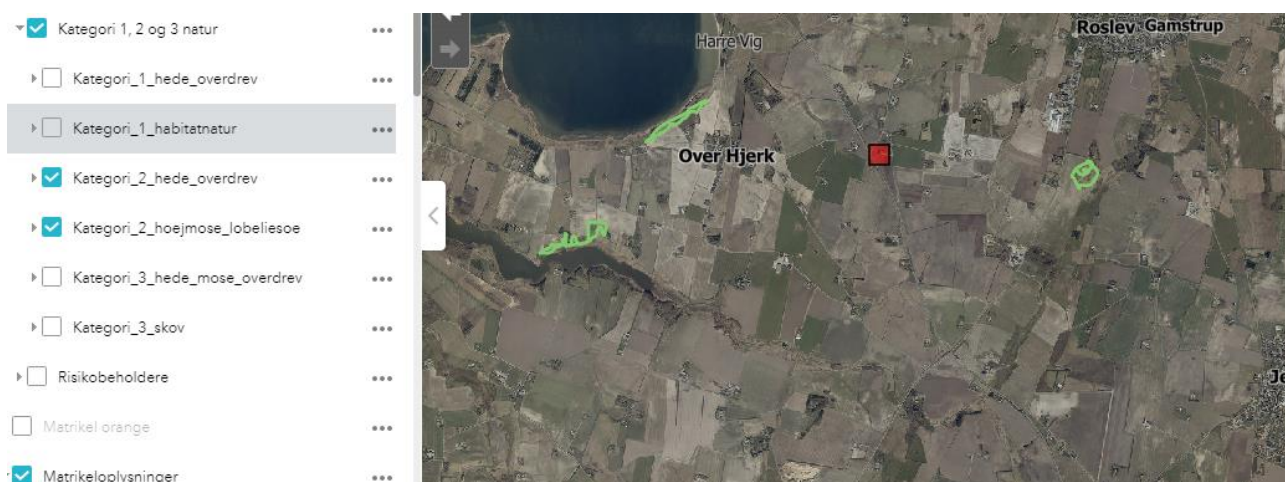 Kategori 1, 2 og 3 natur
Kategori_1_hede_overdrev
Kategori_1_habitatnatur
Kategori_2_hede_overdrev
Kategori_2_hoejmose_lobeliesoe
Kategori_3_hede_mose_overdrev
Kategori_3_skov
Risikobeholdere
Matrikel orange
Matrikeloplysninger
Harre Vig
Roslev Gamstrup
Over Hjerk
Je